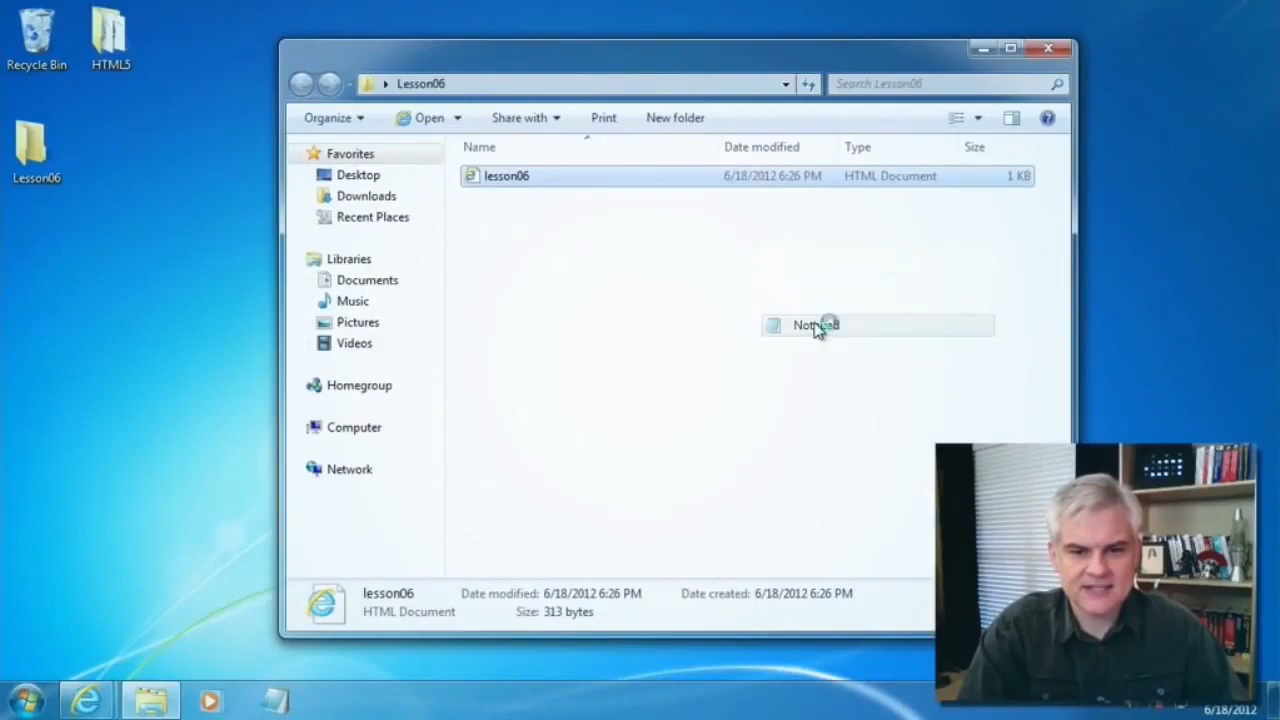 Recycle Bin
HTML5
Lesson06
Lesson06
Search Lesson06
Organize
Open
Share with
Print
New folder
Name
Date modified
Type
Size
lesson06
6/18/2012 6:26 PM
HTML Document
1 KB
Favorites
Desktop
Downloads
Recent Places
Libraries
Documents
Music
Pictures
Videos
Homegroup
Computer
Network
Notepad
lesson06
Date modified: 6/18/2012 6:26 PM
Date created: 6/18/2012 6:26 PM
HTML Document
Size: 313 bytes
6/18/2012